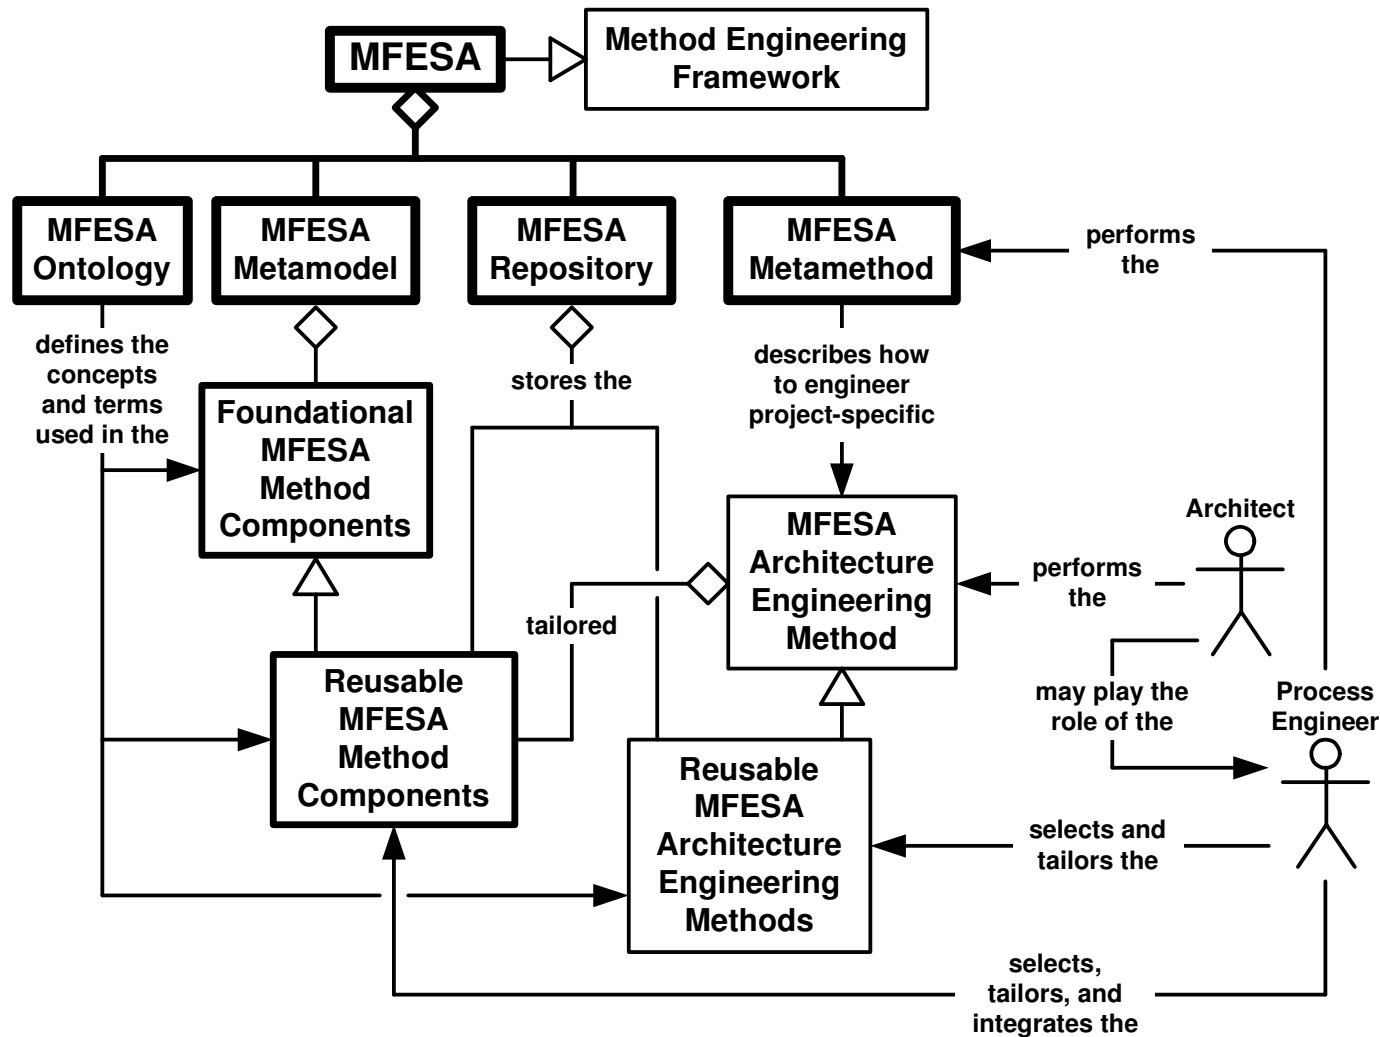 MFESA
Method Engineering
Framework
MFESA
Ontology
MFESA
Metamodel
MFESA
Repository
MFESA
Metamethod
performs
the
defines the
concepts
and terms
used in the
stores the
describes how
to engineer
project-specific
Foundational
MFESA
Method
Components
MFESA
Architecture
Engineering
Method
Architect
performs
the
tailored
Reusable
MFESA
Method
Components
may play the
role of the
Process
Engineer
Reusable
MFESA
Architecture
Engineering
Methods
selects and
tailors the
selects,
tailors, and
integrates the